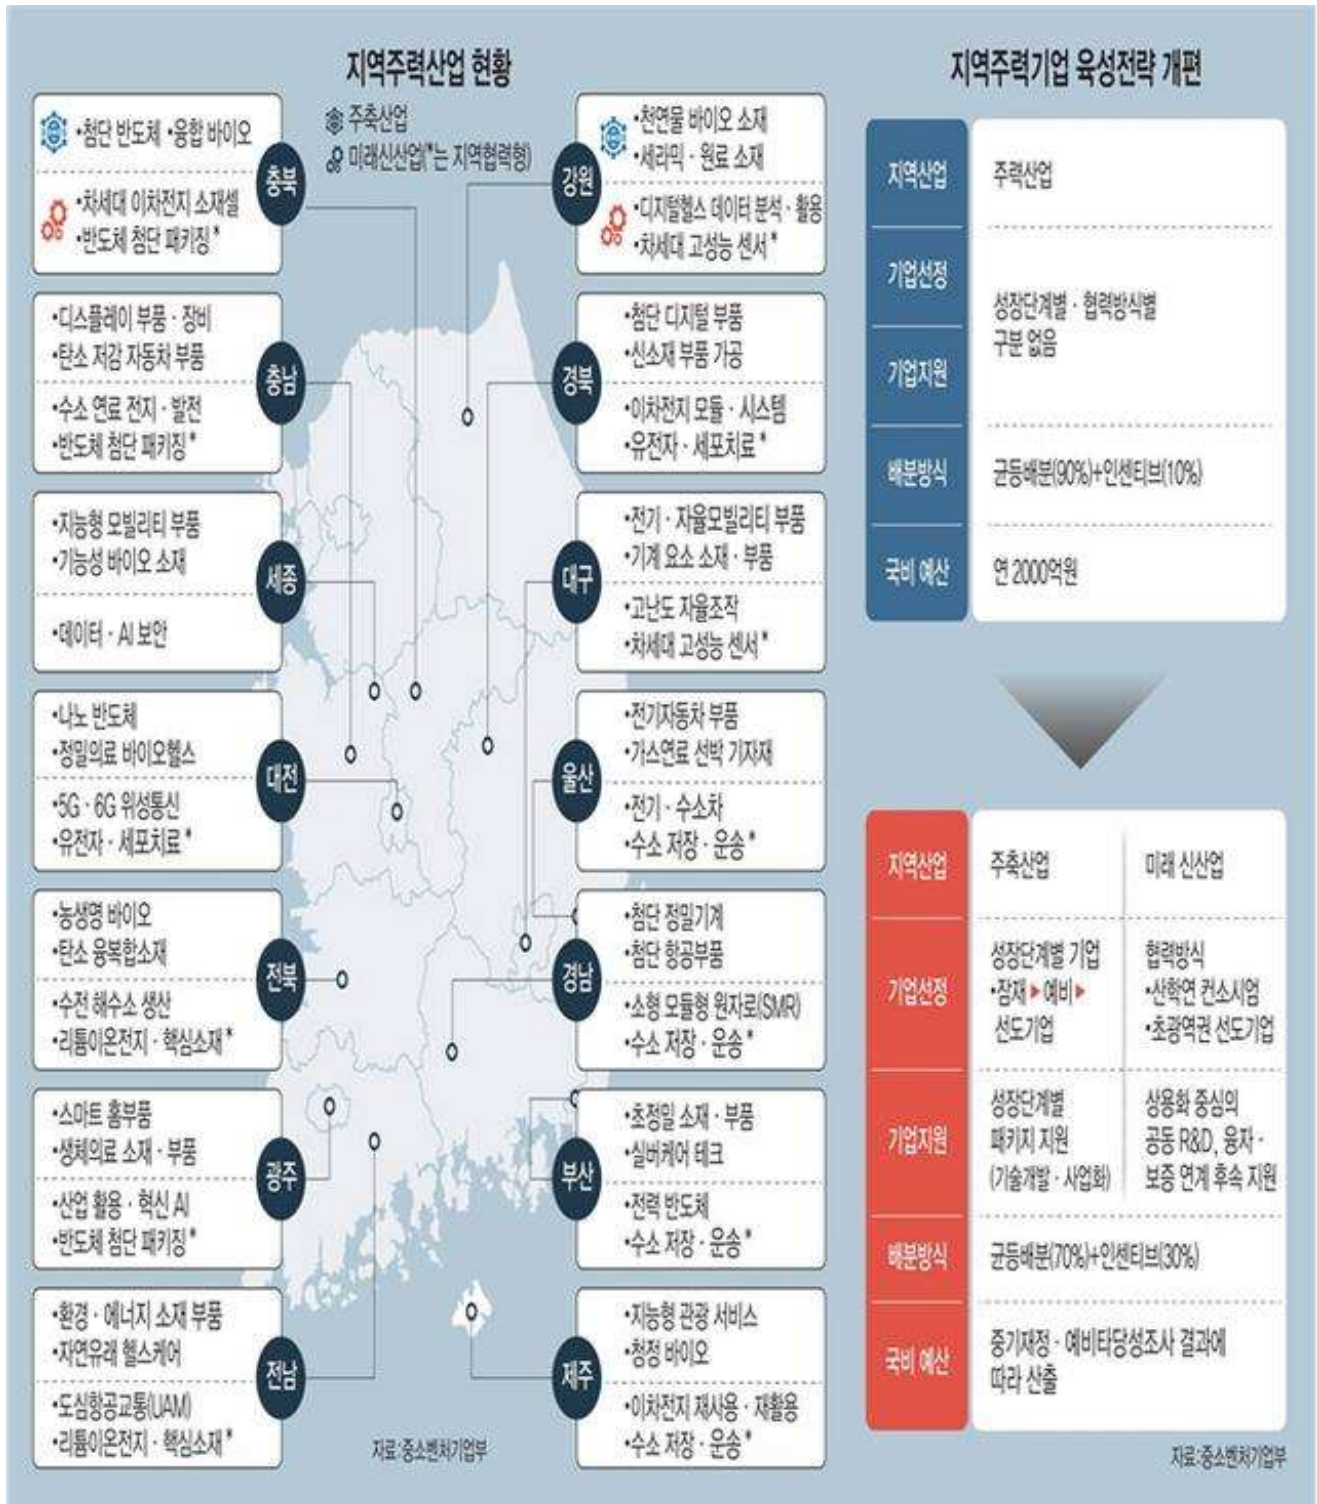 지역주력산업 현황
주축산업
미래신산업(*는 지역협력형)
충북
•첨단 반도체 •융합 바이오
•차세대 이차전지 소재셀
•반도체 첨단 패키징*
충남
•디스플레이 부품 · 장비
•탄소 저감 자동차 부품
•수소 연료 전지 · 발전
•반도체 첨단 패키징*
세종
•지능형 모빌리티 부품
•기능성 바이오 소재
•데이터 · AI 보안
대전
•나노 반도체
•정밀의료 바이오헬스
•5G · 6G 위성통신
•유전자 · 세포치료*
전북
•농생명 바이오
•탄소 융복합소재
•수전 해수소 생산
•리튬이온전지 · 핵심소재*
광주
•스마트 홈부품
•생체의료 소재 · 부품
•산업 활용 · 혁신 AI
•반도체 첨단 패키징*
전남
•환경 · 에너지 소재 부품
•자연유래 헬스케어
•도심항공교통(UAM)
•리튬이온전지 · 핵심소재*
강원
•천연물 바이오 소재
•세라믹 · 원료 소재
•디지털헬스 데이터 분석 · 활용
•차세대 고성능 센서*
경북
•첨단 디지털 부품
•신소재 부품 가공
•이차전지 모듈 · 시스템
•유전자 · 세포치료*
대구
•전기 · 자율모빌리티 부품
•기계 요소 소재 · 부품
•고난도 자율조작
•차세대 고성능 센서*
울산
•전기자동차 부품
•가스연료 선박 기자재
•전기 · 수소차
•수소 저장 · 운송*
경남
•첨단 정밀기계
•첨단 항공부품
•소형 모듈형 원자로(SMR)
•수소 저장 · 운송*
부산
•초정밀 소재 · 부품
•실버케어 테크
•전력 반도체
•수소 저장 · 운송*
제주
•지능형 관광 서비스
•청정 바이오
•이차전지 재사용 · 재활용
•수소 저장 · 운송*
자료:중소벤처기업부
지역주력기업 육성전략 개편
지역산업
주력산업
기업선정
기업지원
성장단계별 · 협력방식별
구분 없음
배분방식
균등배분(90%)+인센티브(10%)
국비 예산
연 2000억원
지역산업
주축산업
미래 신산업
기업선정
성장단계별 기업
•잠재▶예비▶
선도기업
협력방식
•산학연 컨소시엄
•초광역권 선도기업
기업지원
성장단계별
패키지 지원
(기술개발 · 사업화)
상용화 중심의
공동 R&D, 융자 ·
보증 연계 후속 지원
배분방식
균등배분(70%)+인센티브(30%)
국비 예산
중기재정 · 예비타당성조사 결과에
따라 산출
자료:중소벤처기업부